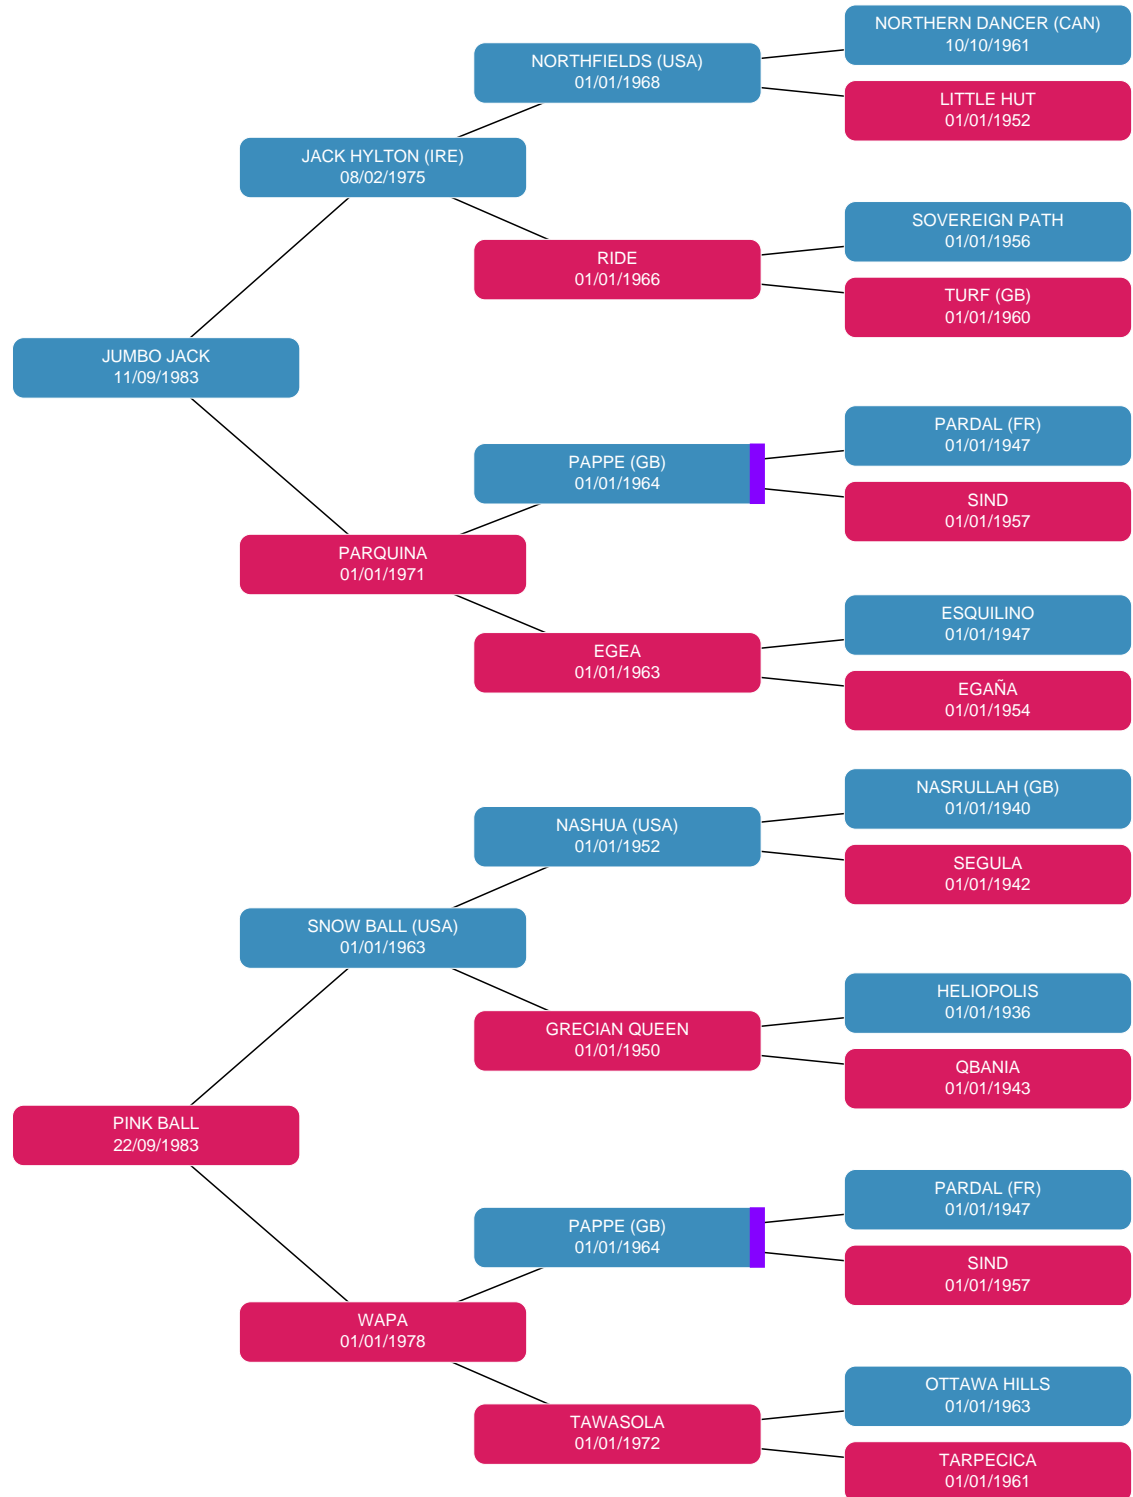 NORTHERN DANCER (CAN)
10/10/1961
NORTHFIELDS (USA)
01/01/1968
LITTLE HUT
01/01/1952
JACK HYLTON (IRE)
08/02/1975
SOVEREIGN PATH
01/01/1956
RIDE
01/01/1966
TURF (GB)
01/01/1960
JUMBO JACK
11/09/1983
PARDAL (FR)
01/01/1947
PAPPE (GB)
01/01/1964
SIND
01/01/1957
PARQUINA
01/01/1971
ESQUILINO
01/01/1947
EGEA
01/01/1963
EGAÑA
01/01/1954
NASRULLAH (GB)
01/01/1940
NASHUA (USA)
01/01/1952
SEGULA
01/01/1942
SNOW BALL (USA)
01/01/1963
HELIOPOLIS
01/01/1936
GRECIAN QUEEN
01/01/1950
QBANIA
01/01/1943
PINK BALL
22/09/1983
PARDAL (FR)
01/01/1947
PAPPE (GB)
01/01/1964
SIND
01/01/1957
WAPA
01/01/1978
OTTAWA HILLS
01/01/1963
TAWASOLA
01/01/1972
TARPECICA
01/01/1961